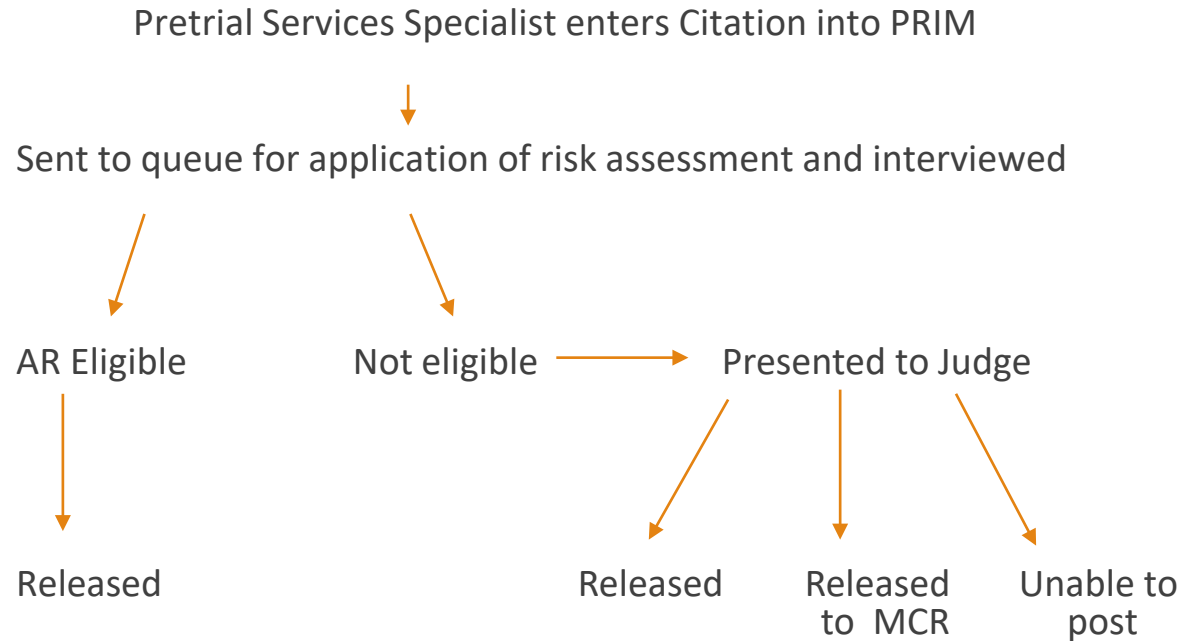 Pretrial Services Specialist enters Citation into PRIM
Sent to queue for application of risk assessment and interviewed
AR Eligible
Not eligible
Presented to Judge
Released
Released
Released
to MCR
Unable to
post